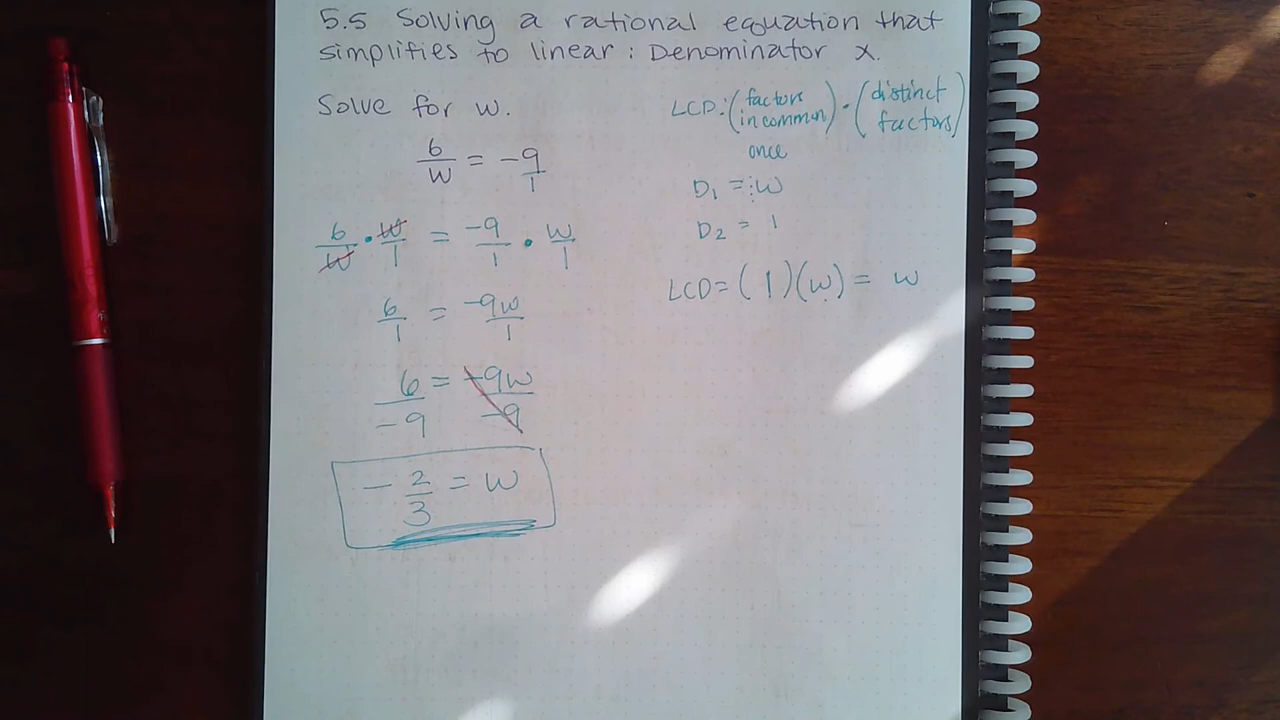 5.5 Solving a rational equation that
simplifies to linear: Denominator x.
Solve for w.
6/w = -9/1
6/w • w/1 = -9/1 • w/1
6/1 = -9w/1
6/-9 = -9w/-9
-2/3 = w
LCD: (factors in common) • (distinct factors)
once
D1 = w
D2 = 1
LCD = (1)(w) = w